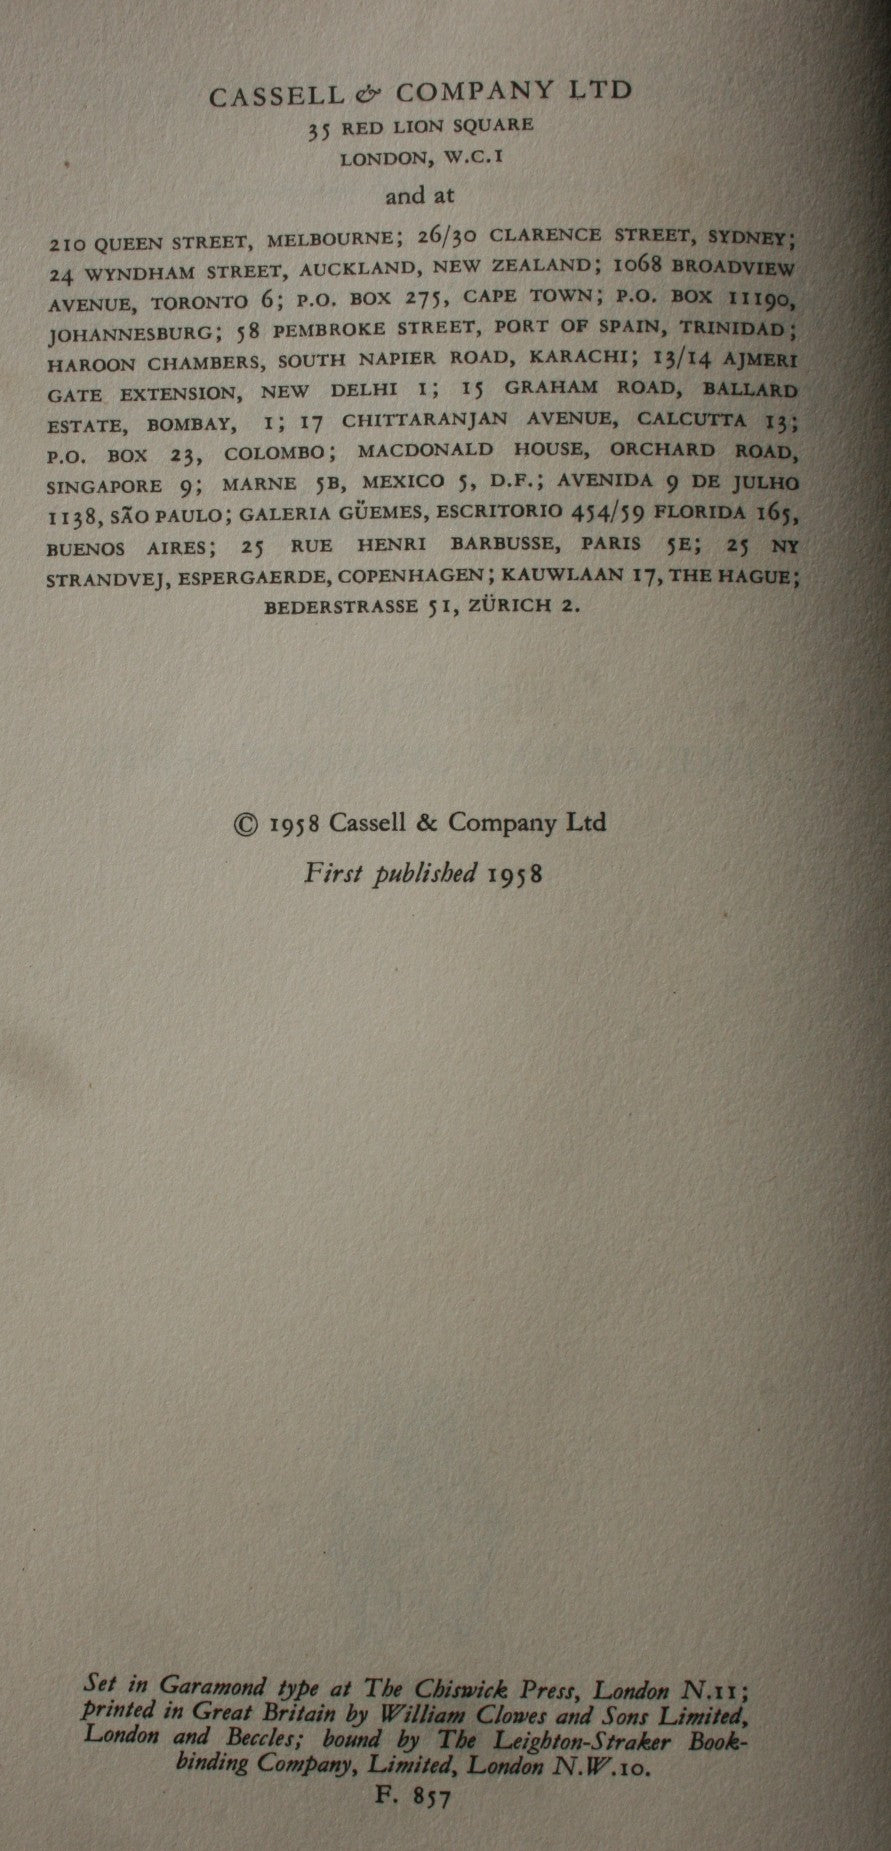 CASSELL & COMPANY LTD
35 RED LION SQUARE
LONDON, W.C.1
and at
210 QUEEN STREET, MELBOURNE; 26/30 CLARENCE STREET, SYDNEY;
24 WYNDHAM STREET, AUCKLAND, NEW ZEALAND; 1068 BROADVIEW
AVENUE, TORONTO 6; P.O. BOX 275, CAPE TOWN; P.O. BOX 11190,
JOHANNESBURG; 58 PEMBROKE STREET, PORT OF SPAIN, TRINIDAD;
HAROON CHAMBERS, SOUTH NAPIER ROAD, KARACHI; 13/14 AJMERI
GATE EXTENSION, NEW DELHI 1; 15 GRAHAM ROAD, BALLARD
ESTATE, BOMBAY, 1; 17 CHITTARANJAN AVENUE, CALCUTTA 13;
P.O. BOX 23, COLOMBO; MACDONALD HOUSE, ORCHARD ROAD,
SINGAPORE 9; MARNE 5B, MEXICO 5, D.F.; AVENIDA 9 DE JULHO
1138, SÃO PAULO; GALERIA GÜEMES, ESCRITORIO 454/59 FLORIDA 165,
BUENOS AIRES; 25 RUE HENRI BARBUSSE, PARIS 5E; 25 NY
STRANDVEJ, ESPERGAERDE, COPENHAGEN; KAUWLAAN 17, THE HAGUE;
BEDERSTRASSE 51, ZÜRICH 2.
© 1958 Cassell & Company Ltd
First published 1958
Set in Garamond type at The Chiswick Press, London N.11;
printed in Great Britain by William Clowes and Sons Limited,
London and Beccles; bound by The Leighton-Straker Book-
binding Company, Limited, London N.W.10.
F. 857